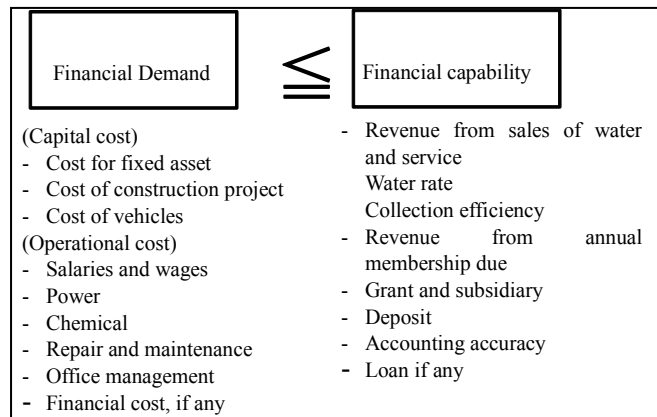 Financial Demand
≦
Financial capability
(Capital cost)
- Cost for fixed asset
- Cost of construction project
- Cost of vehicles
(Operational cost)
- Salaries and wages
- Power
- Chemical
- Repair and maintenance
- Office management
- Financial cost, if any
- Revenue from sales of water
and service
Water rate
Collection efficiency
- Revenue from annual
membership due
- Grant and subsidiary
- Deposit
- Accounting accuracy
- Loan if any